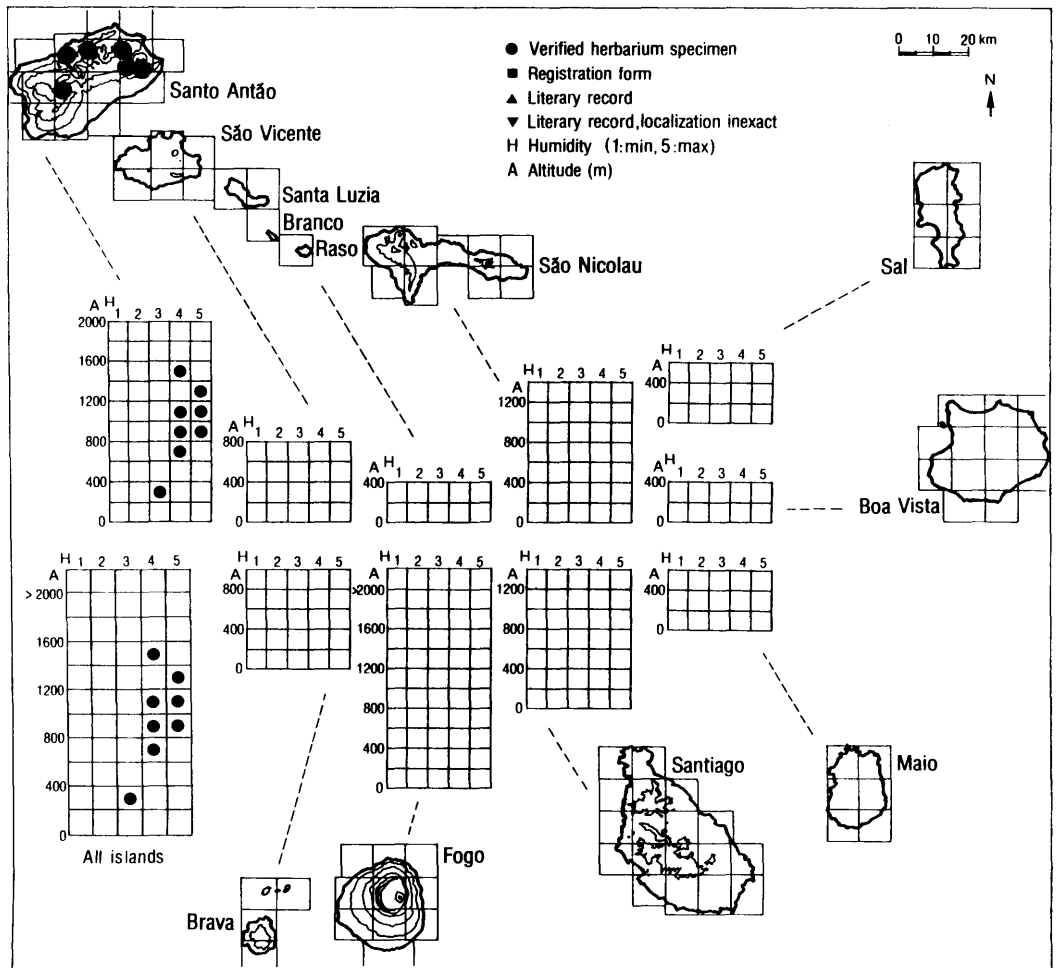 ● Verified herbarium specimen
■ Registration form
▲ Literary record
▼ Literary record, localization inexact
H Humidity (1:min, 5:max)
A Altitude (m)
0 10 20 km
N
Santo Antão
São Vicente
Santa Luzia
Branco
Raso
São Nicolau
Sal
A H 1 2 3 4 5
2000
1600
1200
800
400
0
A H 1 2 3 4 5
800
400
0
A H 1 2 3 4 5
400
0
A H 1 2 3 4 5
1200
800
400
0
A H 1 2 3 4 5
400
0
A H 1 2 3 4 5
400
0
Boa Vista
H 1 2 3 4 5
A
>2000
1600
1200
800
400
0
All islands
H 1 2 3 4 5
A
800
400
0
H 1 2 3 4 5
A
>2000
1600
1200
800
400
0
H 1 2 3 4 5
A
1200
800
400
0
H 1 2 3 4 5
A
400
0
Santiago
Maio
Fogo
Brava